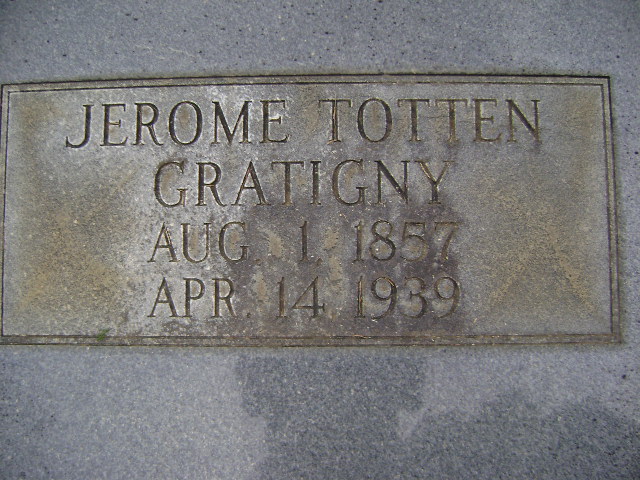 JEROME TOTTEN
GRATIGNY
AUG. 1, 1857
APR. 14 1939